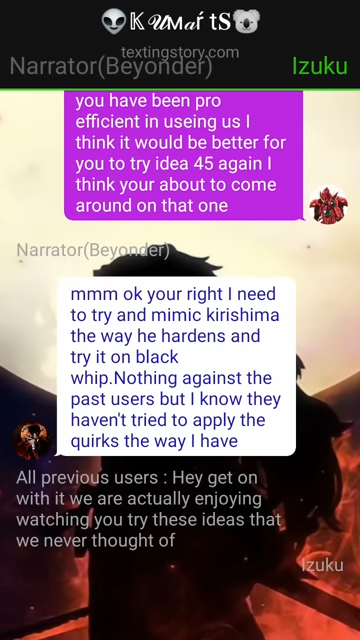 👽𝕂𝓤м𝒂ŕ𝕥𝐒🐨
textingstory.com
Narrator(Beyonder) Izuku
you have been pro
efficient in useing us I
think it would be better for
you to try idea 45 again I
think your about to come
around on that one
Narrator(Beyonder)
mmm ok your right I need
to try and mimic kirishima
the way he hardens and
try it on black
whip.Nothing against the
past users but I know they
haven't tried to apply the
quirks the way I have
All previous users : Hey get on
with it we are actually enjoying
watching you try these ideas that
we never thought of
Izuku